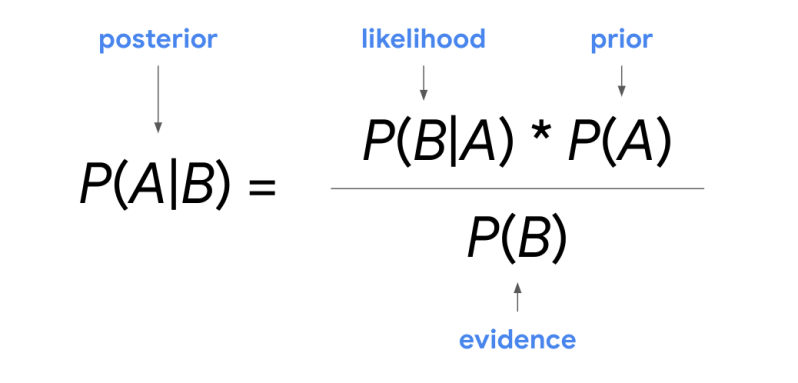 posterior likelihood prior
P(B|A) * P(A)
P(A|B) =
P(B)
evidence